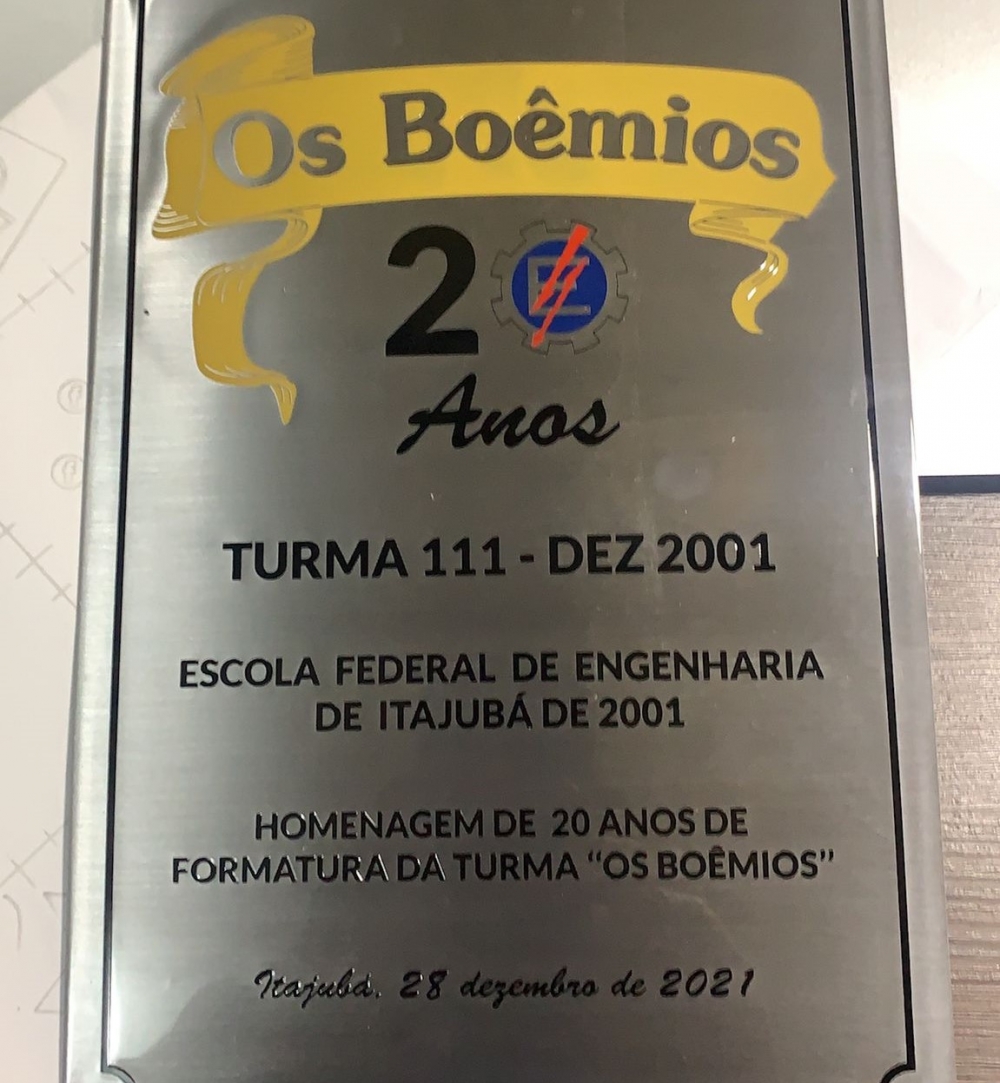 Os Boêmios
20
Anos
TURMA 111 - DEZ 2001
ESCOLA FEDERAL DE ENGENHARIA
DE ITAJUBÁ DE 2001
HOMENAGEM DE 20 ANOS DE
FORMATURA DA TURMA “OS BOÊMIOS”
Itajubá, 28 dezembro de 2021